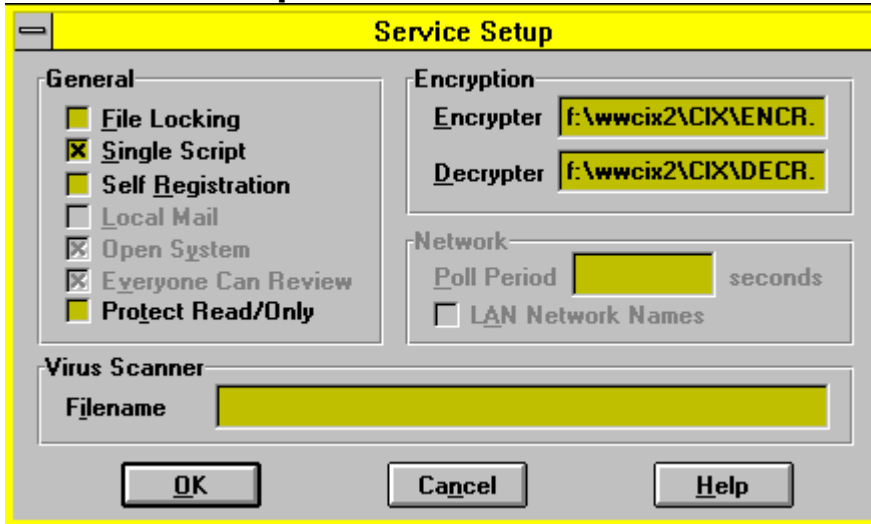 Service Setup
General
File Locking
Single Script
Self Registration
Local Mail
Open System
Everyone Can Review
Protect Read/Only
Encryption
Encrypter f:\wwcix2\CIX\ENCR.
Decrypter f:\wwcix2\CIX\DECR.
Network
Poll Period seconds
LAN Network Names
Virus Scanner
Filename
OK Cancel Help